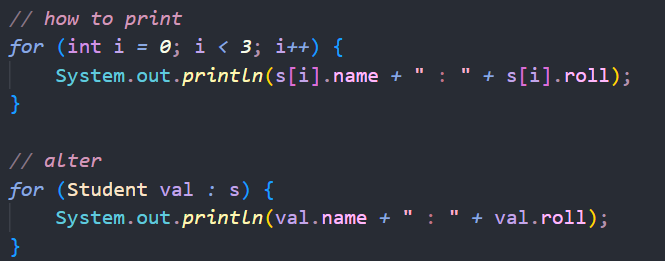 // how to print
for (int i = 0; i < 3; i++) {
    System.out.println(s[i].name + " : " + s[i].roll);
}

// alter
for (Student val : s) {
    System.out.println(val.name + " : " + val.roll);
}